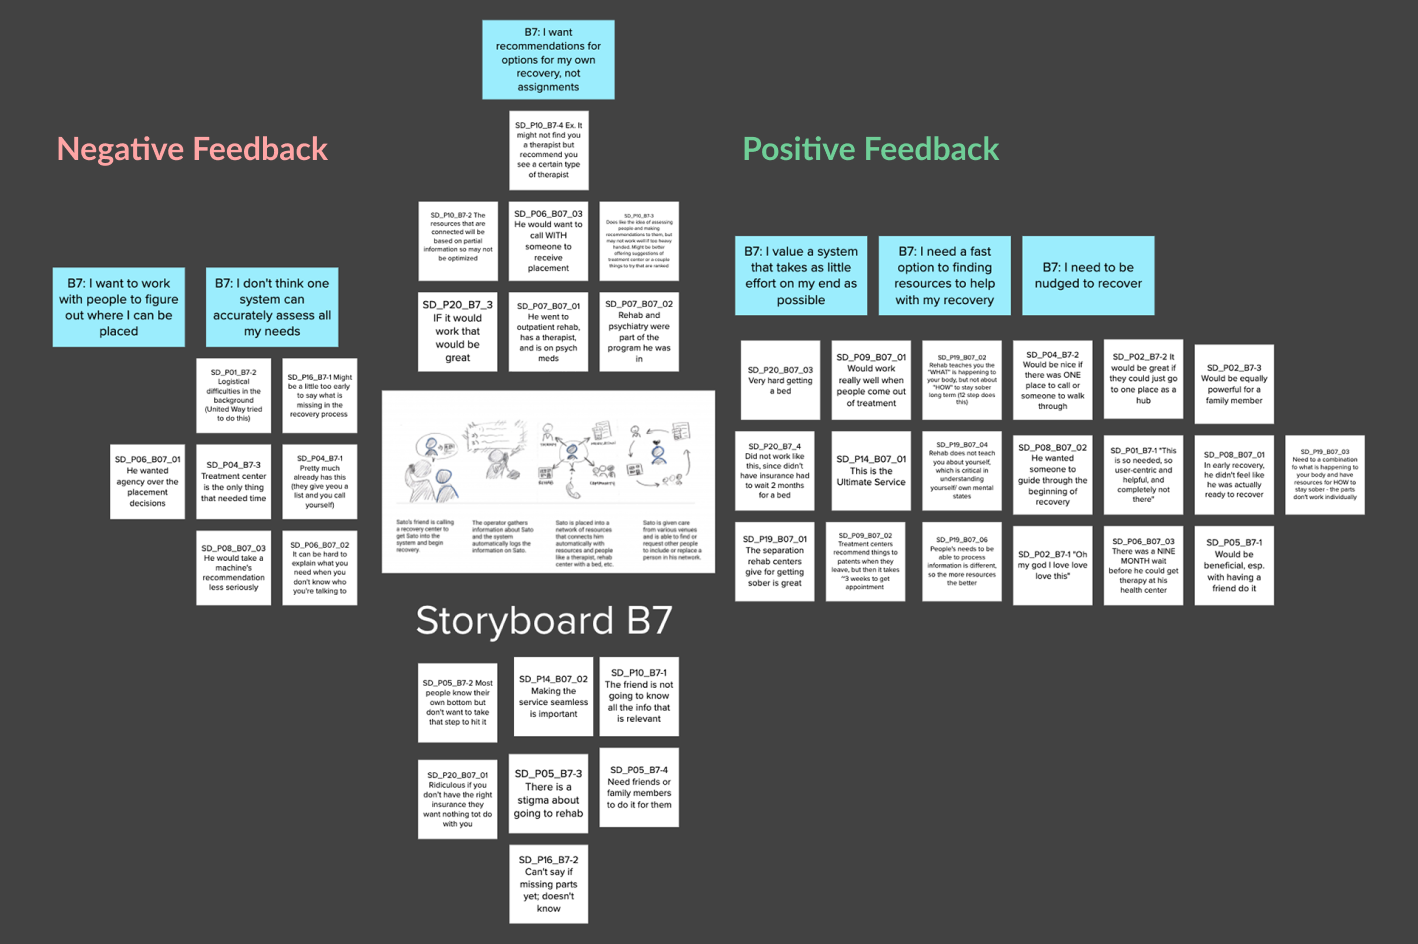 B7: I want
recommendations for
options for my own
recovery, not
assignments
Negative Feedback
Positive Feedback
SD_P10_B7-4 Ex. It
might not find you
a therapist but
recommend you
see a certain type
of therapist
SD_P10_B7-2 The
resources that are
connected will be
based on partial
information so may not
be optimized
SD_P06_B07_03
He would want to
call WITH
someone to
receive
placement
SD_P10_B7-3
Does like the idea of assessing
people and making
recommendations to them, but
may not work well if too heavy
handed. Might be better
offering suggestions of
treatment center or a couple
things to try that are ranked
SD_P20_B7_3
IF it would
work that
would be
great
SD_P07_B07_01
He went to
outpatient rehab,
has a therapist,
and is on psych
meds
SD_P07_B07_02
Rehab and
psychiatry were
part of the
program he was
in
B7: I want to work
with people to figure
out where I can be
placed
B7: I don't think one
system can
accurately assess all
my needs
SD_P01_B7-2
Logistical
difficulties in the
background
(United Way tried
to do this)
SD_P16_B7-1 Might
be a little too early
to say what is
missing in the
recovery process
SD_P06_B07_01
He wanted
agency over the
placement
decisions
SD_P04_B7-3
Treatment center
is the only thing
that needed time
SD_P04_B7-1
Pretty much
already has this
(they give yeou a
list and you call
yourself)
SD_P08_B07_03
He would take a
machine's
recommendation
less seriously
SD_P06_B07_02
It can be hard to
explain what you
need when you
don't know who
you're talking to
Sato's friend is calling
a recovery center to
get Sato into the
system and begin
recovery.
The operator gathers
information about Sato
and the system
automatically logs the
information on Sato.
Sato is placed into a
network of resources
that connects him
automatically with
resources and people
like a therapist, rehab
center with a bed, etc.
Sato is given care
from various venues
and is able to find or
request other people
to include or replace a
person in his network.
Storyboard B7
SD_P05_B7-2 Most
people know their
own bottom but
don't want to take
that step to hit it
SD_P14_B07_02
Making the
service seamless
is important
SD_P10_B7-1
The friend is not
going to know
all the info that
is relevant
SD_P20_B07_01
Ridiculous if you
don't have the right
insurance they
want nothing tot do
with you
SD_P05_B7-3
There is a
stigma about
going to rehab
SD_P05_B7-4
Need friends or
family members
to do it for them
SD_P16_B7-2
Can't say if
missing parts
yet; doesn't
know
B7: I value a system
that takes as little
effort on my end as
possible
B7: I need a fast
option to finding
resources to help
with my recovery
B7: I need to be
nudged to recover
SD_P20_B07_03
Very hard getting
a bed
SD_P09_B07_01
Would work
really well when
people come out
of treatment
SD_P19_B07_02
Rehab teaches you the
"WHAT" is happening to
your body, but not about
"HOW" to stay sober
long term (12 step does
this)
SD_P04_B7-2
Would be nice if
there was ONE
place to call or
someone to walk
through
SD_P02_B7-2 It
would be great if
they could just go
to one place as a
hub
SD_P02_B7-3
Would be equally
powerful for a
family member
SD_P20_B7_4
Did not work like
this, since didn't
have insurance had
to wait 2 months
for a bed
SD_P14_B07_01
This is the
Ultimate Service
SD_P19_B07_04
Rehab does not teach
you about yourself,
which is critical in
understanding
yourself/ own mental
states
SD_P08_B07_02
He wanted
someone to
guide through the
beginning of
recovery
SD_P01_B7-1 "This
is so needed, so
user-centric and
helpful, and
completely not
there"
SD_P08_B07_01
In early recovery,
he didn't feel like
he was actually
ready to recover
SD_P19_B07_03
Need to a combination
fo what is happening to
your body and have
resources for HOW to
stay sober - the parts
don't work individually
SD_P19_B07_01
The separation
rehab centers
give for getting
sober is great
SD_P09_B07_02
Treatment centers
recommend things to
patents when they
leave, but then it takes
~3 weeks to get
appointment
SD_P19_B07_06
People's needs to be
able to process
information is different,
so the more resources
the better
SD_P02_B7-1 "Oh
my god I love love
love this"
SD_P06_B07_03
There was a NINE
MONTH wait
before he could get
therapy at his
health center
SD_P05_B7-1
Would be
beneficial, esp.
with having a
friend do it